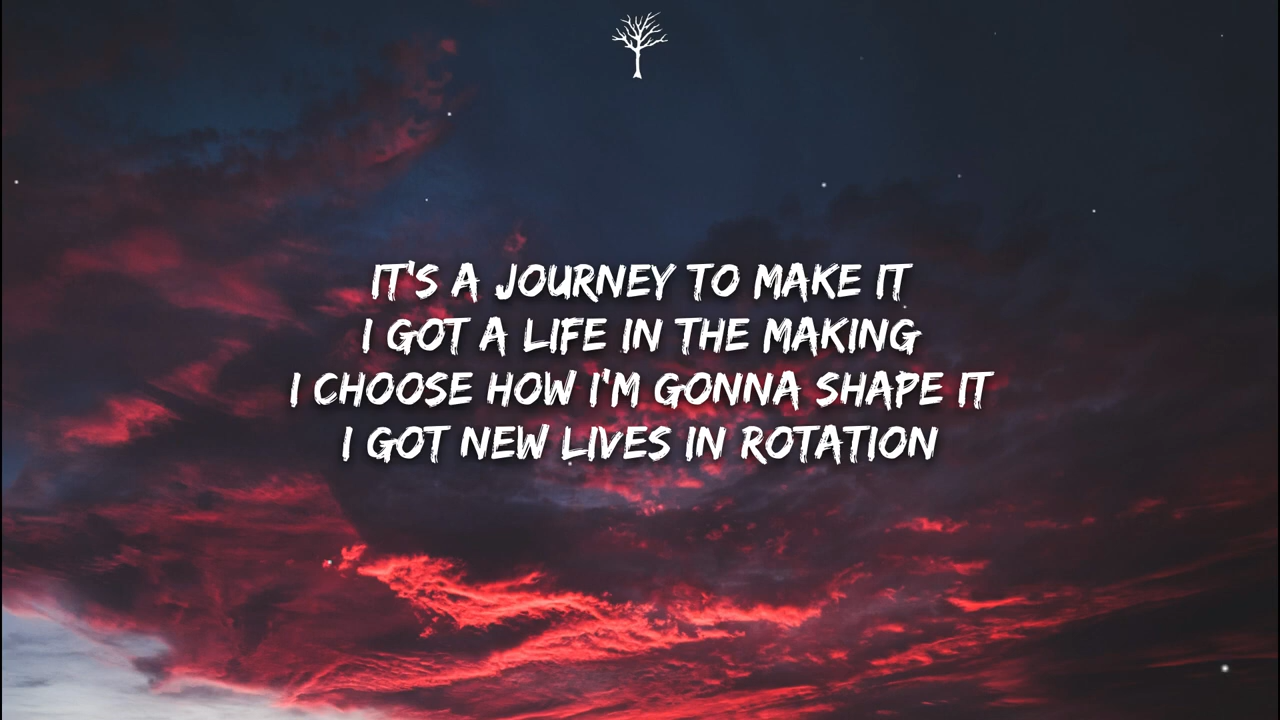 IT'S A JOURNEY TO MAKE IT
I GOT A LIFE IN THE MAKING
I CHOOSE HOW I'M GONNA SHAPE IT
I GOT NEW LIVES IN ROTATION